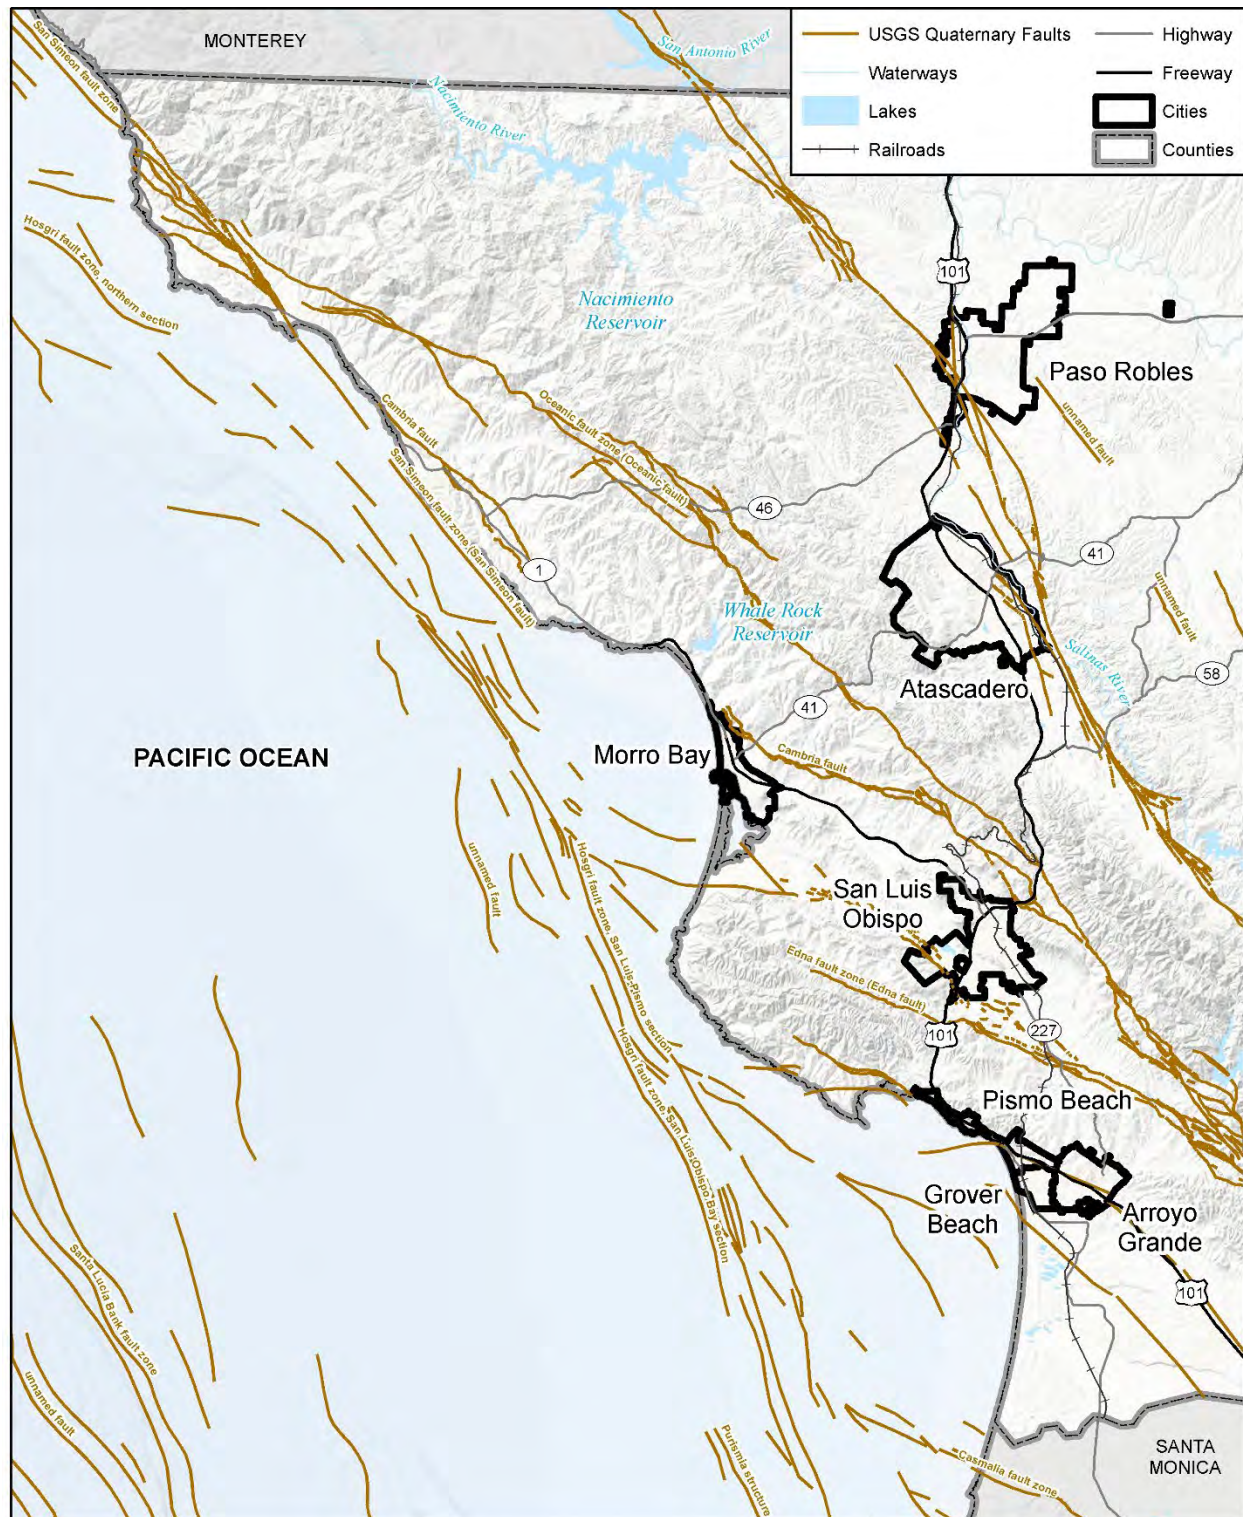 MONTEREY
San Antonio River
USGS Quaternary Faults
Highway
Waterways
Freeway
Lakes
Cities
Railroads
Counties
San Simeon fault zone
Nacimiento
River
Hosgri fault zone, northern section
101
Nacimiento
Reservoir
Paso Robles
unnamed fault
Cambria fault
Oceanic fault zone (Oceanic fault)
San Simeon fault zone (San Simeon fault)
46
41
1
unnamed fault
Whale Rock
Reservoir
Salinas River
58
Atascadero
41
PACIFIC OCEAN
Morro Bay
Cambria fault
unnamed fault
Hosgri fault zone, San Luis-Pismo section
San Luis
Obispo
Edna fault zone (Edna fault)
101
227
Hosgri fault zone, San Luis Obispo Bay section
Pismo Beach
Grover
Beach
Arroyo
Grande
101
Santa Lucia Bank fault zone
unnamed fault
Purisimia structure
Casmalia fault zone
SANTA
MONICA